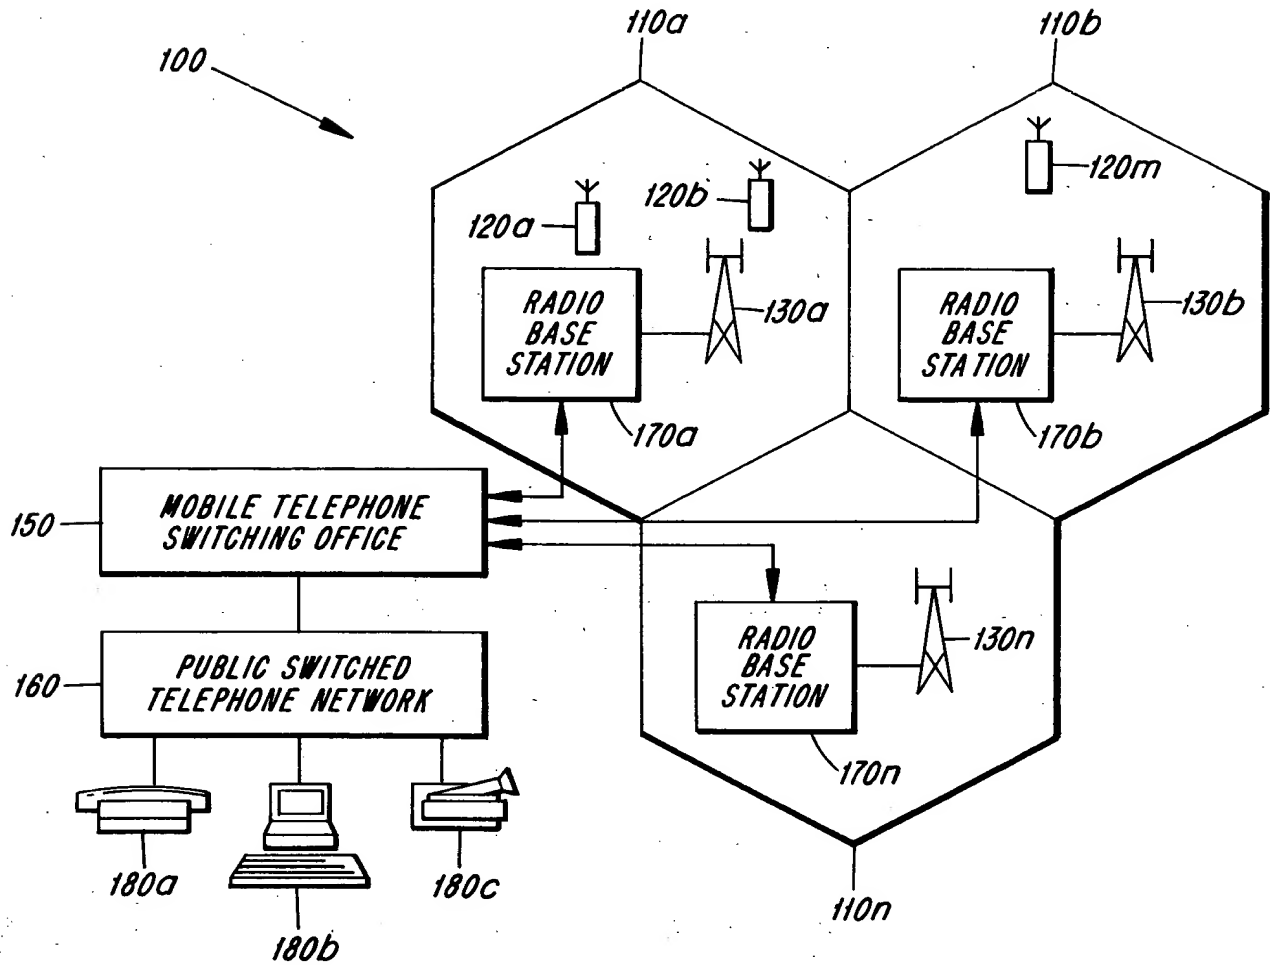 110a
110b
100
120m
120b
120a
RADIO
BASE
STATION
130a
RADIO
BASE
STATION
130b
170a
170b
MOBILE TELEPHONE
SWITCHING OFFICE
150
RADIO
BASE
STATION
130n
PUBLIC SWITCHED
TELEPHONE NETWORK
160
170n
180a
180c
110n
180b